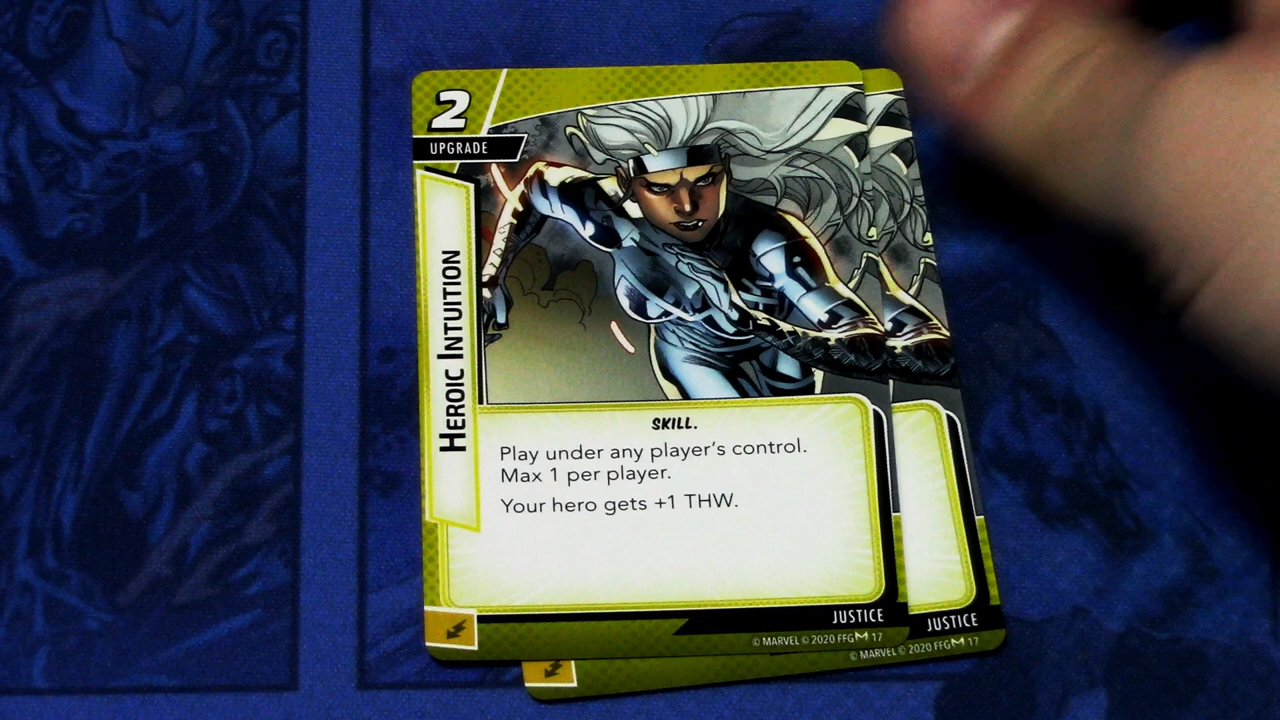 2
UPGRADE
HEROIC INTUITION
SKILL.
Play under any player's control.
Max 1 per player.
Your hero gets +1 THW.
JUSTICE
© MARVEL © 2020 FFG 17
JUSTICE
© MARVEL © 2020 FFG 17